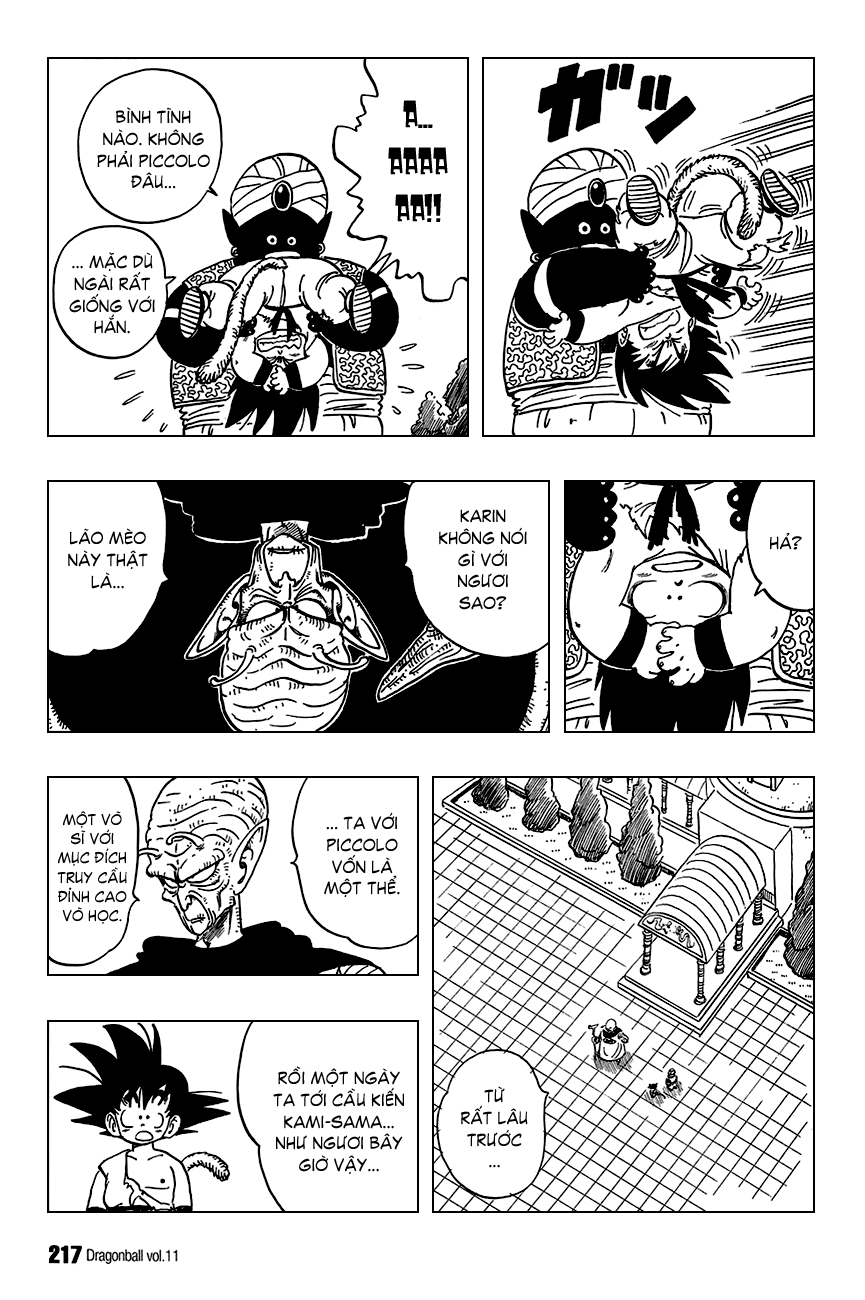 ガッ
A...
AAAA
AA!!
BÌNH TĨNH
NÀO. KHÔNG
PHẢI PICCOLO
ĐÂU...
... MẶC DÙ
NGÀI RẤT
GIỐNG VỚI
HẮN.
HẢ?
KARIN
KHÔNG NÓI
GÌ VỚI
NGƯƠI
SAO?
LÃO MÈO
NÀY THẬT
LÀ...
TỪ
RẤT LÂU
TRƯỚC
...
... TA VỚI
PICCOLO
VỐN LÀ
MỘT THỂ.
MỘT VÕ
SĨ VỚI
MỤC ĐÍCH
TRUY CẦU
ĐỈNH CAO
VÕ HỌC.
RỒI MỘT NGÀY
TA TỚI CẦU KIẾN
KAMI-SAMA...
NHƯ NGƯƠI BÂY
GIỜ VẬY...
217 Dragonball vol.11